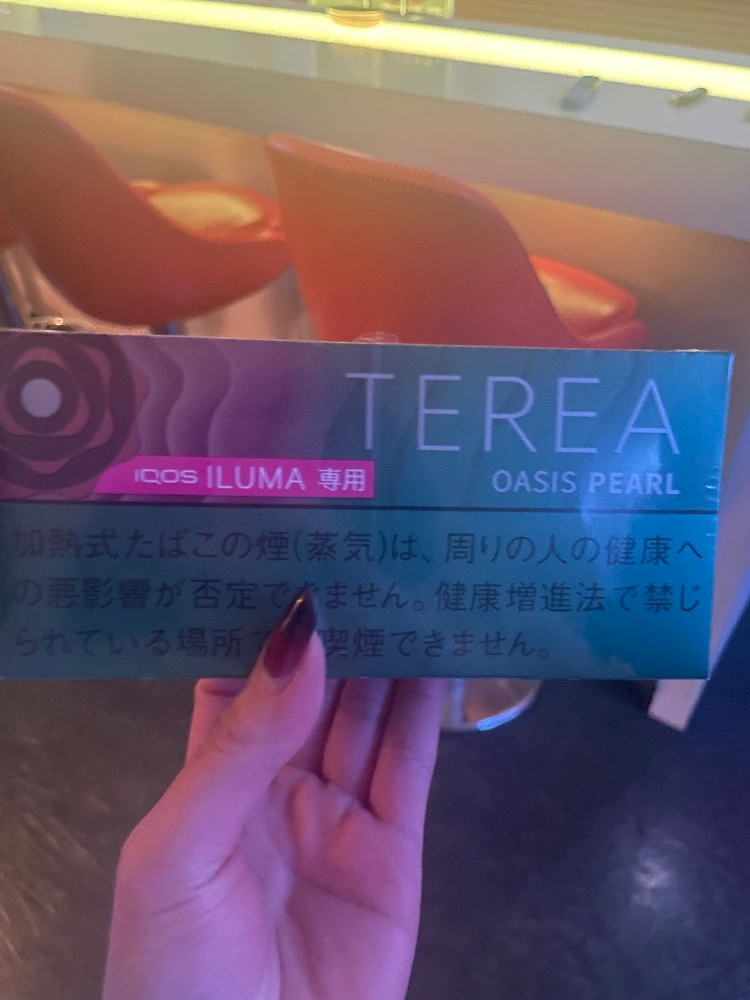 TEREA
IQOS ILUMA 専用
OASIS PEARL
加熱式たばこの煙(蒸気)は、周りの人の健康へ
の悪影響が否定できません。健康増進法で禁じ
られている場所で 喫煙できません。